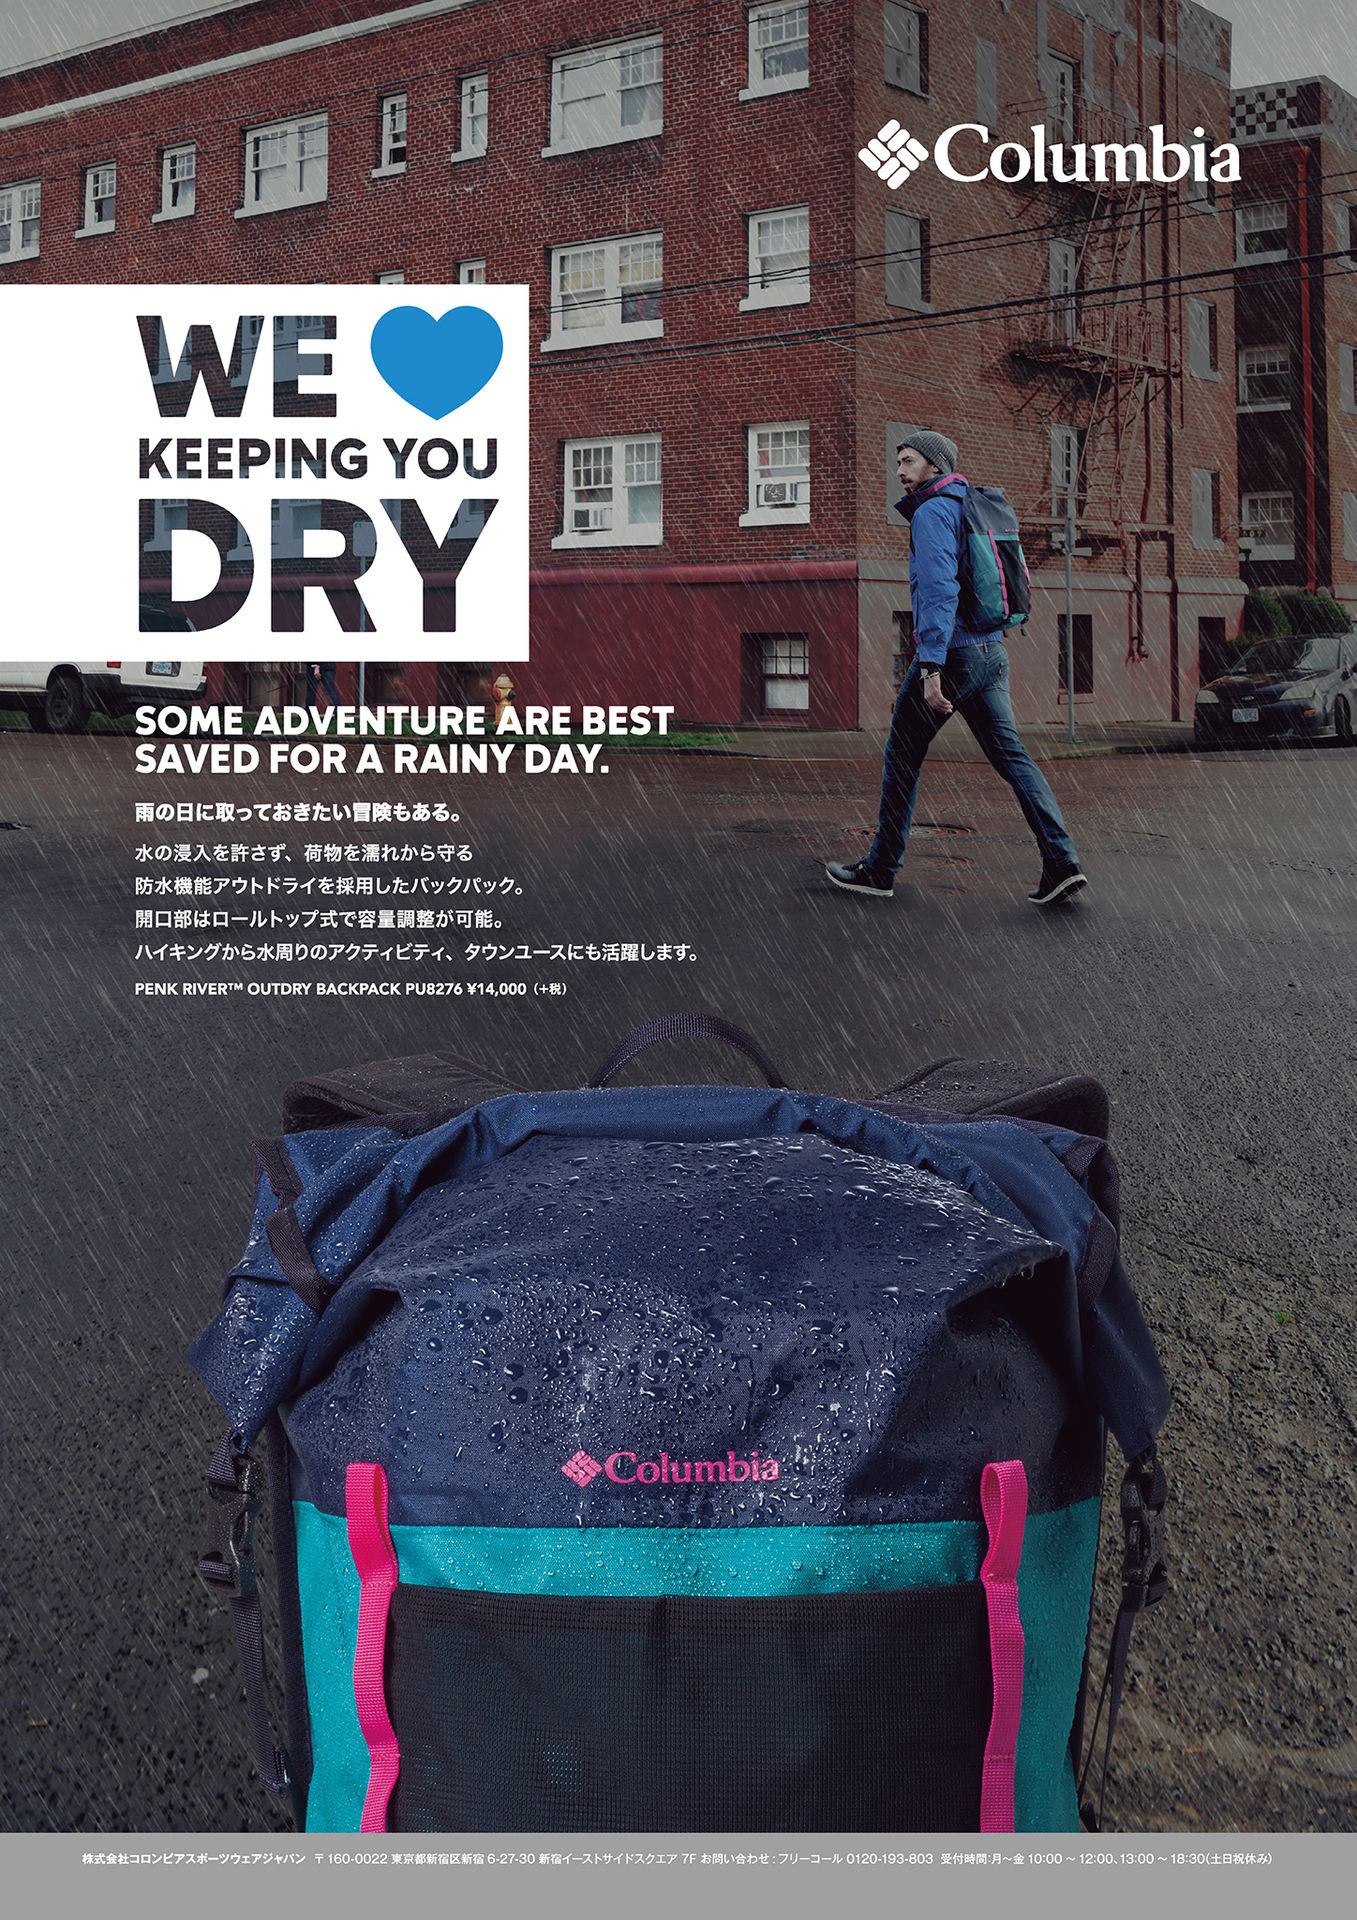 Columbia
WE
KEEPING YOU
DRY
SOME ADVENTURE ARE BEST
SAVED FOR A RAINY DAY.
雨の日に取っておきたい冒険もある。
水の浸入を許さず、荷物を濡れから守る
防水機能アウトドライを採用したバックパック。
開口部はロールトップ式で容量調整が可能。
ハイキングから水周りのアクティビティ、タウンユースにも活躍します。
PENK RIVER™ OUTDRY BACKPACK PU8276 ¥14,000（+税）
Columbia
株式会社コロンビアスポーツウェアジャパン 〒160-0022 東京都新宿区新宿 6-27-30 新宿イーストサイドスクエア 7F お問い合わせ : フリーコール 0120-193-803 受付時間:月～金 10:00 ～ 12:00、13:00 ～ 18:30(土日祝休み)